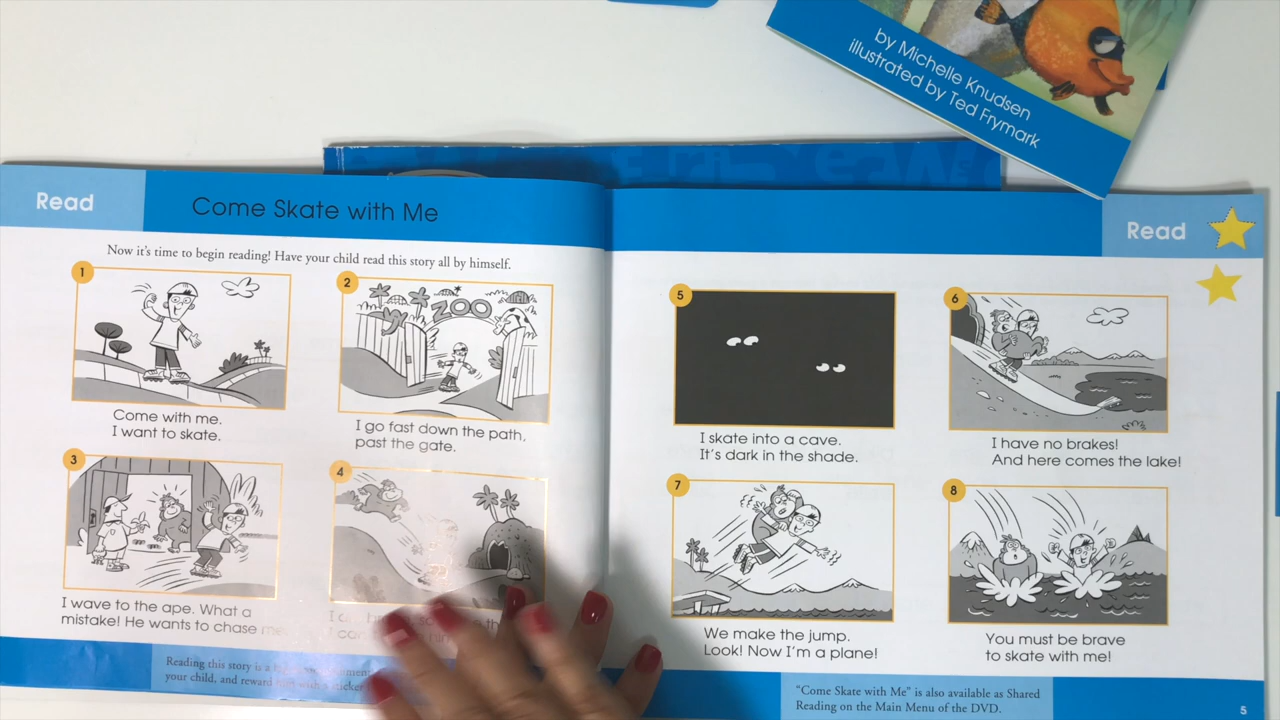 by Michelle Knudsen
illustrated by Ted Frymark
Read
Come Skate with Me
Read
Now it's time to begin reading! Have your child read this story all by himself.
1
Come with me.
I want to skate.
2
ZOO
I go fast down the path,
past the gate.
3
I wave to the ape. What a
mistake! He wants to chase me
4
I
I
Reading this story is a
your child, and reward
5
I skate into a cave.
It's dark in the shade.
6
I have no brakes!
And here comes the lake!
7
We make the jump.
Look! Now I'm a plane!
8
You must be brave
to skate with me!
"Come Skate with Me" is also available as Shared
Reading on the Main Menu of the DVD.
5